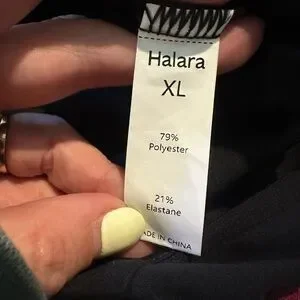 Halara
XL
79%
Polyester
21%
Elastane
ADE IN CHINA